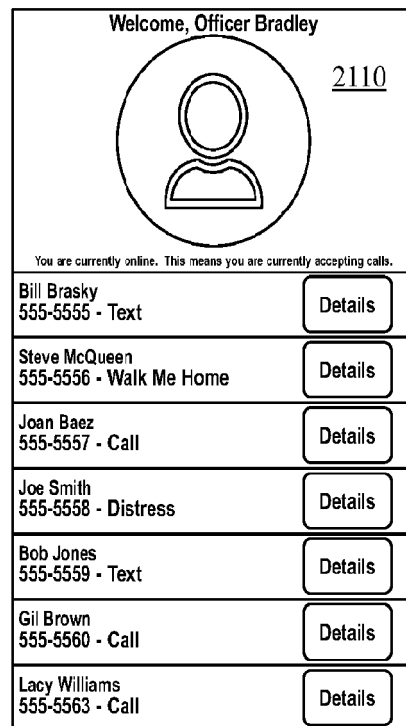 Welcome, Officer Bradley
2110
You are currently online. This means you are currently accepting calls.
Bill Brasky
555-5555 - Text
Details
Steve McQueen
555-5556 - Walk Me Home
Details
Joan Baez
555-5557 - Call
Details
Joe Smith
555-5558 - Distress
Details
Bob Jones
555-5559 - Text
Details
Gil Brown
555-5560 - Call
Details
Lacy Williams
555-5563 - Call
Details